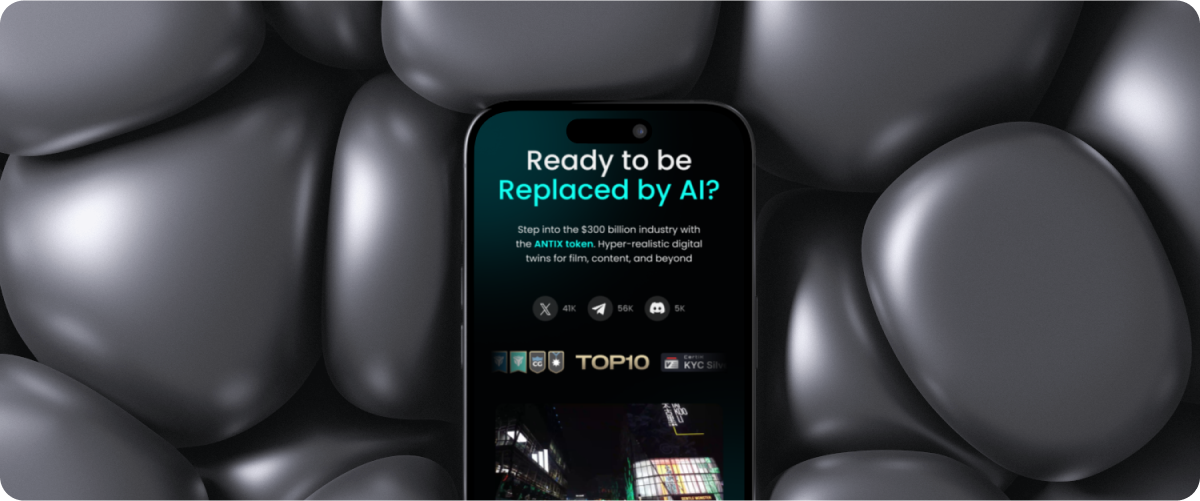 Ready to be
Replaced by AI?
Step into the $300 billion industry with
the ANTIX token. Hyper-realistic digital
twins for film, content, and beyond
41K 56K 5K
CG TOP10 KYC